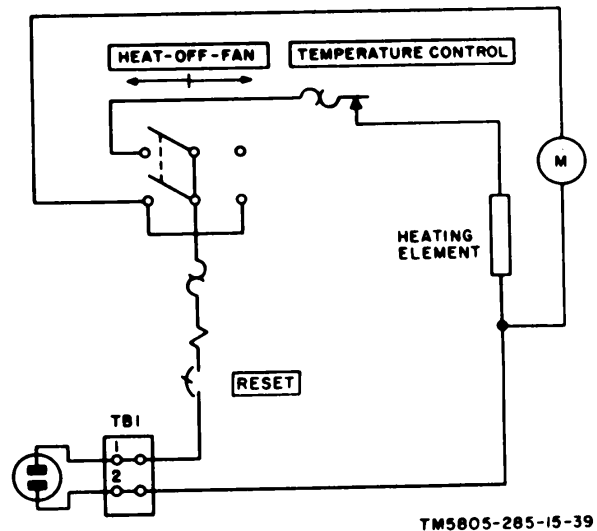 HEAT-OFF-FAN
TEMPERATURE CONTROL
M
HEATING
ELEMENT
RESET
TB1
1
2
TM5805-285-15-39